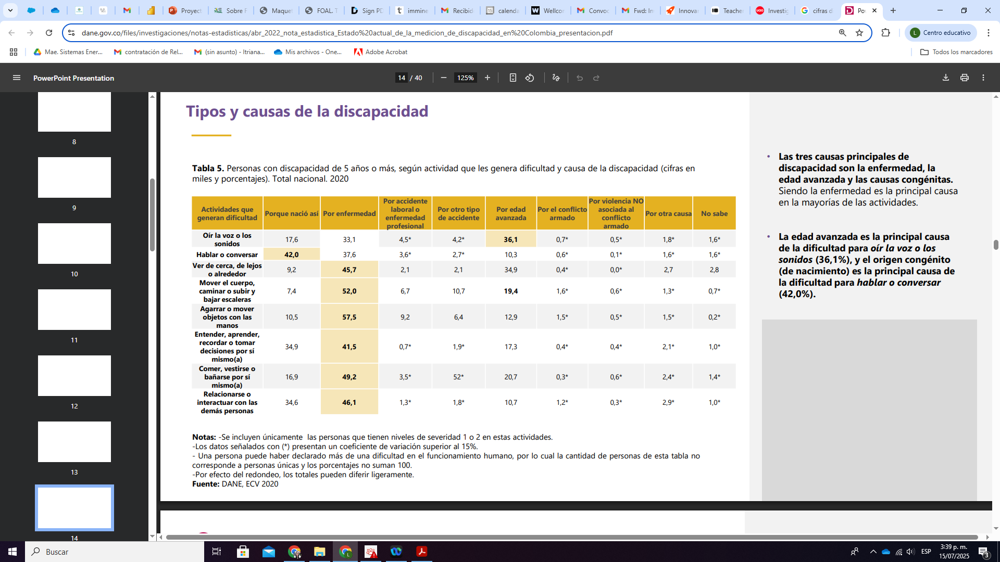 Proyect
Sobre F
Maquet
FOAL. T
Sign PD
immine
Recibid
calenda
Wellcor
Convoc
Fwd: In
Innova
Teache
Investig
cifras d
Po
dane.gov.co/files/investigaciones/notas-estadisticas/abr_2022_nota_estadistica_Estado%20actual_de_la_medicion_de_discapacidad_en%20Colombia_presentacion.pdf
L Centro educativo
Mae. Sistemas Ener...
contratación de Rel...
(sin asunto) - ltriana...
Mis archivos - One...
Adobe Acrobat
Todos los marcadores
PowerPoint Presentation
14 / 40
125%
8
9
10
11
12
13
14
Tipos y causas de la discapacidad
Tabla 5. Personas con discapacidad de 5 años o más, según actividad que les genera dificultad y causa de la discapacidad (cifras en
miles y porcentajes). Total nacional. 2020
Actividades que generan dificultad | Porque nació así | Por enfermedad | Por accidente laboral o enfermedad profesional | Por otro tipo de accidente | Por edad avanzada | Por el conflicto armado | Por violencia NO asociada al conflicto armado | Por otra causa | No sabe
Oír la voz o los sonidos 17,6 33,1 4,5* 4,2* 36,1 0,7* 0,5* 1,8* 1,6*
Hablar o conversar 42,0 37,6 3,6* 2,7* 10,3 0,6* 0,1* 1,6* 1,6*
Ver de cerca, de lejos o alrededor 9,2 45,7 2,1 2,1 34,9 0,4* 0,0* 2,7 2,8
Mover el cuerpo, caminar o subir y bajar escaleras 7,4 52,0 6,7 10,7 19,4 1,6* 0,6* 1,3* 0,7*
Agarrar o mover objetos con las manos 10,5 57,5 9,2 6,4 12,9 1,5* 0,5* 1,5* 0,2*
Entender, aprender, recordar o tomar decisiones por sí mismo(a) 34,9 41,5 0,7* 1,9* 17,3 0,4* 0,4* 2,1* 1,0*
Comer, vestirse o bañarse por sí mismo(a) 16,9 49,2 3,5* 52* 20,7 0,3* 0,6* 2,4* 1,4*
Relacionarse o interactuar con las demás personas 34,6 46,1 1,3* 1,8* 10,7 1,2* 0,3* 2,9* 1,0*
Notas: -Se incluyen únicamente las personas que tienen niveles de severidad 1 o 2 en estas actividades.
-Los datos señalados con (*) presentan un coeficiente de variación superior al 15%.
- Una persona puede haber declarado más de una dificultad en el funcionamiento humano, por lo cual la cantidad de personas de esta tabla no
corresponde a personas únicas y los porcentajes no suman 100.
-Por efecto del redondeo, los totales pueden diferir ligeramente.
Fuente: DANE, ECV 2020
• Las tres causas principales de
discapacidad son la enfermedad, la
edad avanzada y las causas congénitas.
Siendo la enfermedad es la principal causa
en la mayorías de las actividades.
• La edad avanzada es la principal causa
de la dificultad para oír la voz o los
sonidos (36,1%), y el origen congénito
(de nacimiento) es la principal causa de
la dificultad para hablar o conversar
(42,0%).
Buscar
ESP
3:39 p. m.
15/07/2025
3